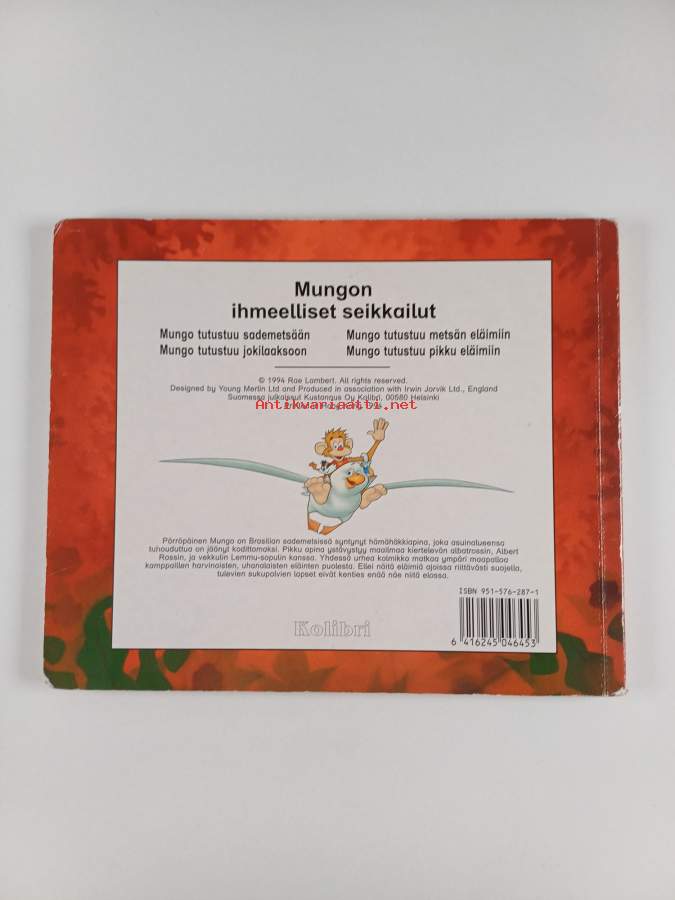 Mungon
ihmeelliset seikkailut
Mungo tutustuu sademetsään
Mungo tutustuu metsän eläimiin
Mungo tutustuu jokilaaksoon
Mungo tutustuu pikku eläimiin
© 1994 Rae Lambert. All rights reserved.
Designed by Young Merlin Ltd and Produced in association with Irwin Jorvik Ltd., England
Suomessa julkaissut Kustannus Oy Kolibri, 00680 Helsinki
Antikvariaatti.net
Pörröpäinen Mungo on Brasilian sademetsissä syntynyt hämähäkkiapina, joka asuinalueensa
tuhouduttua on jäänyt kodittomaksi. Pikku apina ystävystyy maailmaa kiertelevän albatrossin, Albert
Rossin, ja vekkulin Lemmu-sopulin kanssa. Yhdessä urhea kolmikko matkaa ympäri maapalloa
kamppaillen harvinaisten, uhanalaisten eläinten puolesta. Ellei näitä eläimiä ajoissa riittävästi suojella,
tulevien sukupolvien lapset eivät kenties enää näe niitä elossa.
ISBN 951-576-287-1
Kolibri
6 416245 046453